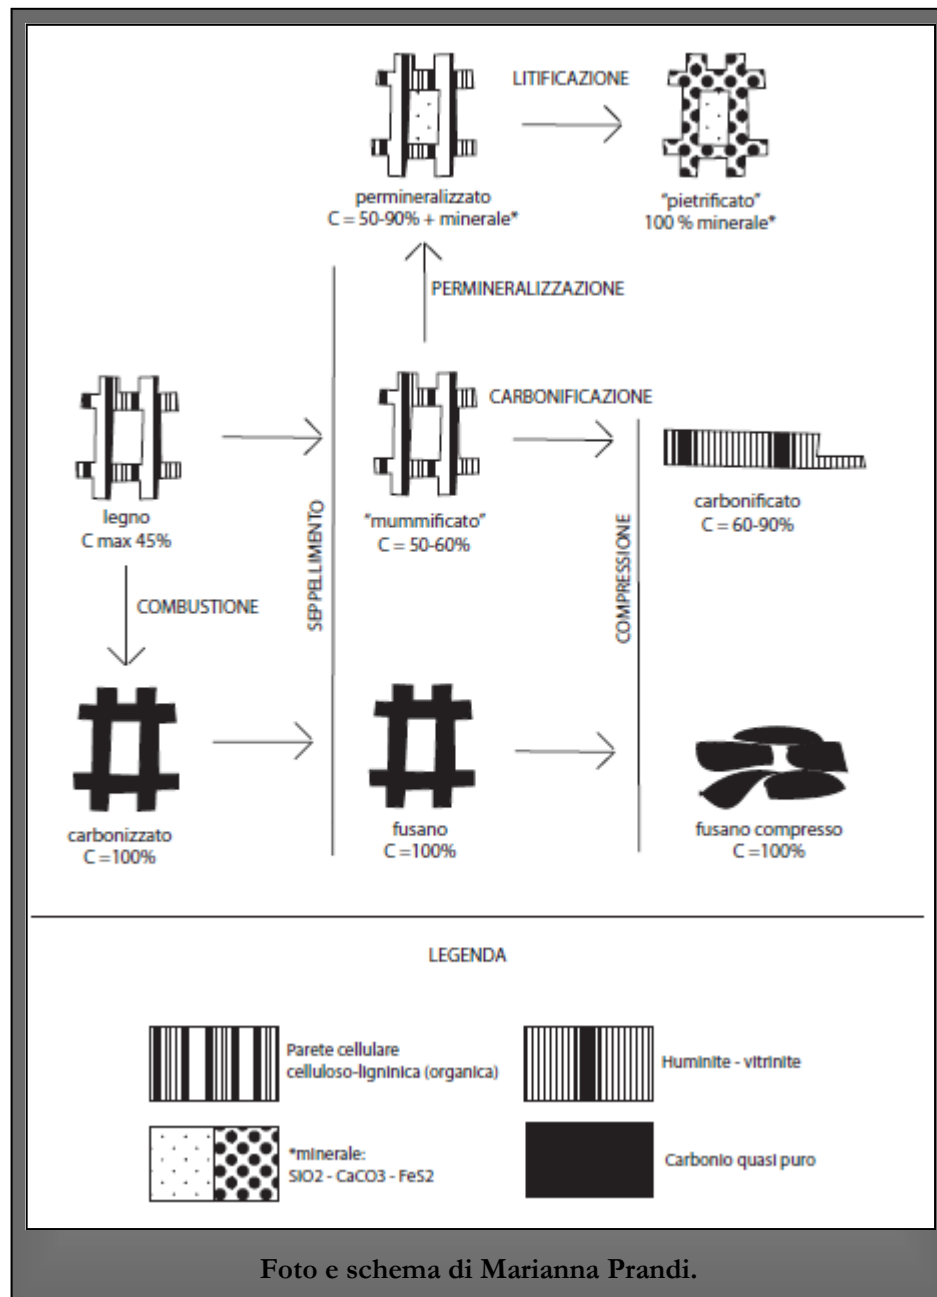 LITIFICAZIONE
permineralizzato
C = 50-90% + minerale*
"pietrificato"
100 % minerale*
PERMINERALIZZAZIONE
CARBONIFICAZIONE
legno
C max 45%
SEPPELLIMENTO
"mummificato"
C = 50-60%
COMPRESSIONE
carbonificato
C = 60-90%
COMBUSTIONE
carbonizzato
C =100%
fusano
C =100%
fusano compresso
C =100%
LEGENDA
Parete cellulare
celluloso-ligninica (organica)
Huminite - vitrinite
*minerale:
SIO2 - CaCO3 - FeS2
Carbonio quasi puro
Foto e schema di Marianna Prandi.